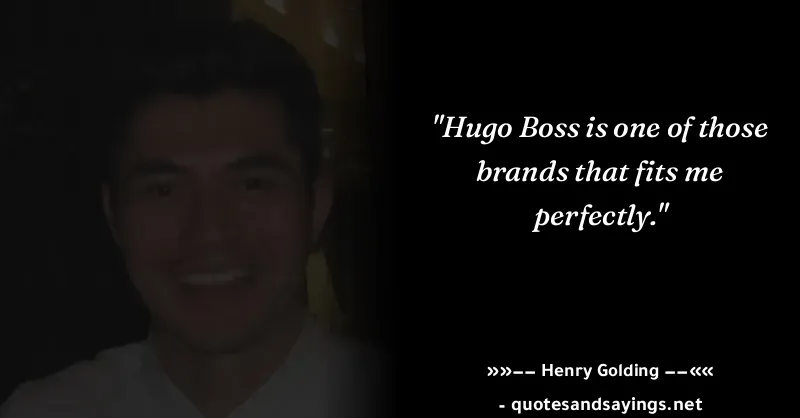 "Hugo Boss is one of those
brands that fits me
perfectly."
»»−− Henry Golding −−««
- quotesandsayings.net